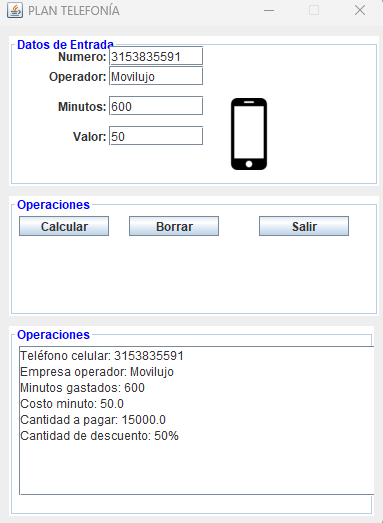 PLAN TELEFONÍA
Datos de Entrada
Numero: 3153835591
Operador: Movilujo
Minutos: 600
Valor: 50
Operaciones
Calcular Borrar Salir
Operaciones
Teléfono celular: 3153835591
Empresa operador: Movilujo
Minutos gastados: 600
Costo minuto: 50.0
Cantidad a pagar: 15000.0
Cantidad de descuento: 50%